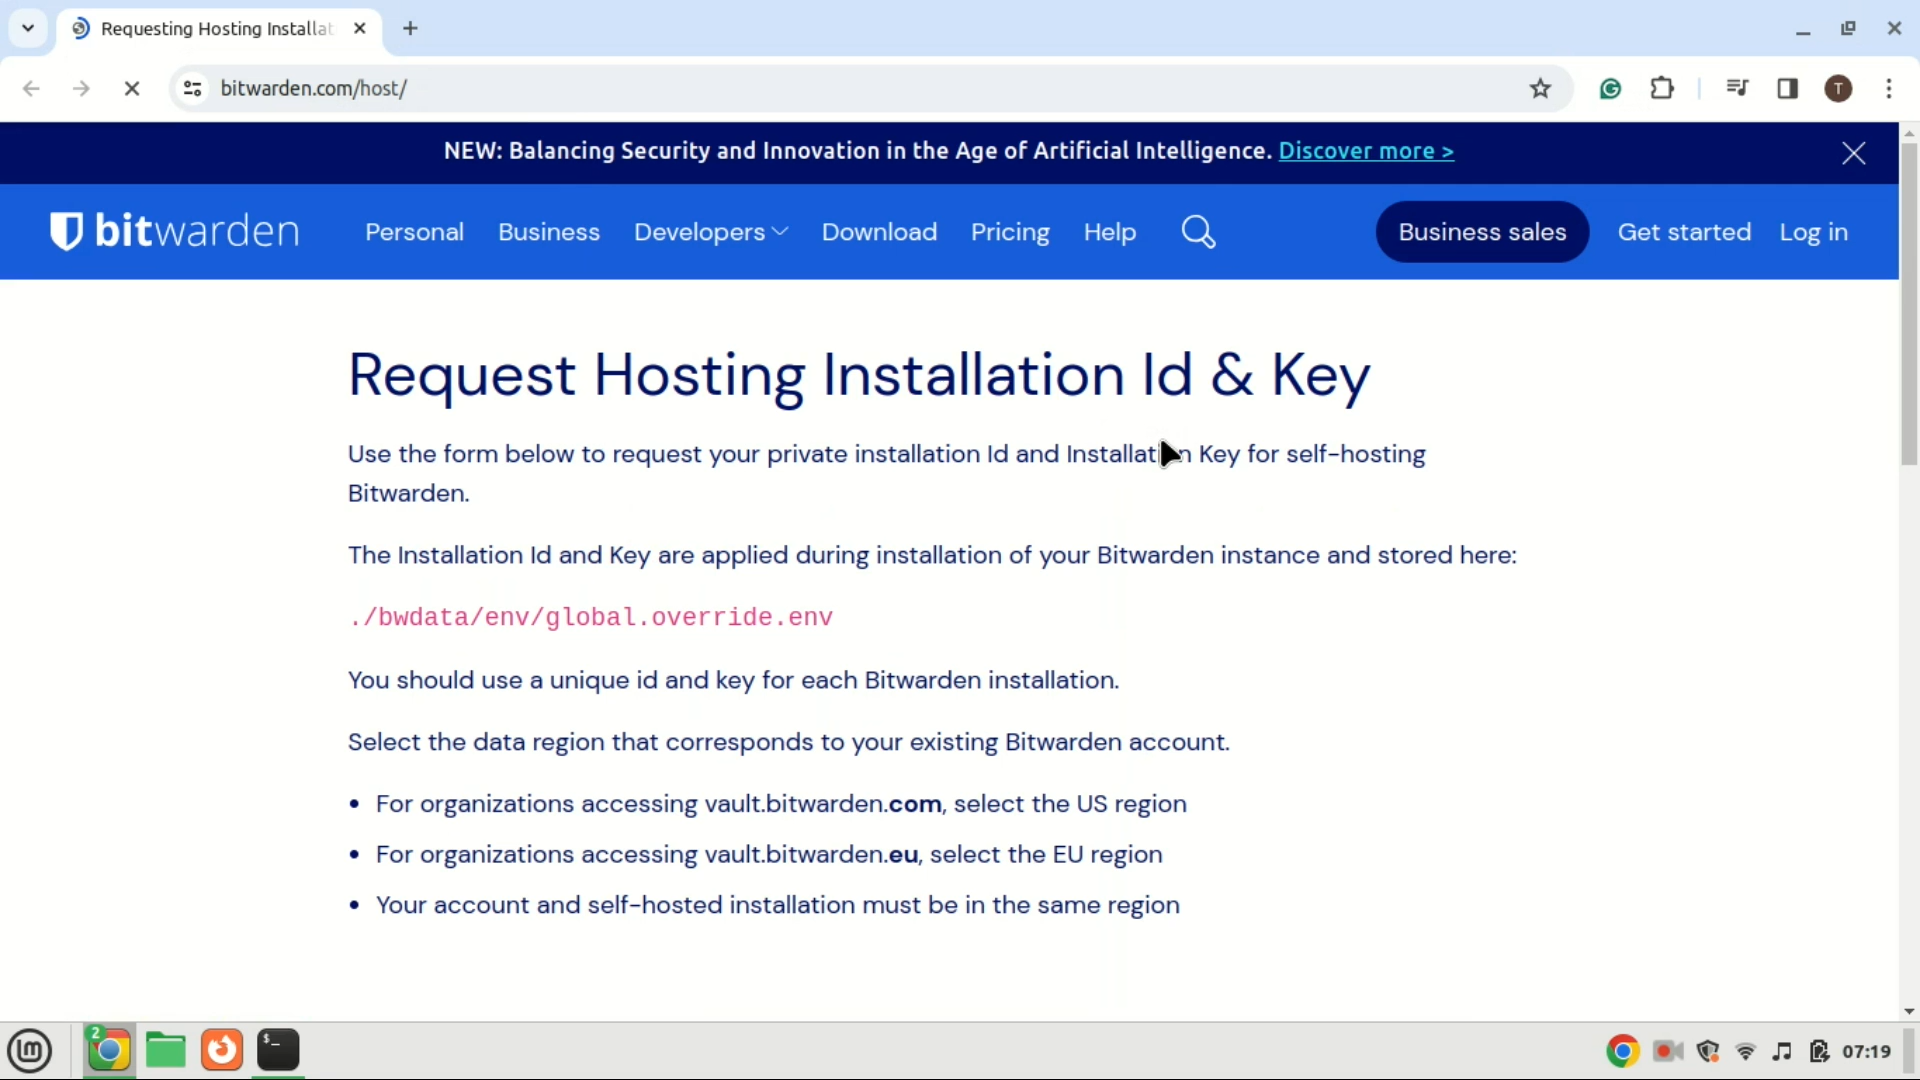 Requesting Hosting Installat
bitwarden.com/host/
T
NEW: Balancing Security and Innovation in the Age of Artificial Intelligence. Discover more >
bitwarden
Personal Business Developers Download Pricing Help Business sales Get started Log in
Request Hosting Installation Id & Key
Use the form below to request your private installation Id and Installation Key for self-hosting
Bitwarden.
The Installation Id and Key are applied during installation of your Bitwarden instance and stored here:
./bwdata/env/global.override.env
You should use a unique id and key for each Bitwarden installation.
Select the data region that corresponds to your existing Bitwarden account.
• For organizations accessing vault.bitwarden.com, select the US region
• For organizations accessing vault.bitwarden.eu, select the EU region
• Your account and self-hosted installation must be in the same region
2
$_
07:19